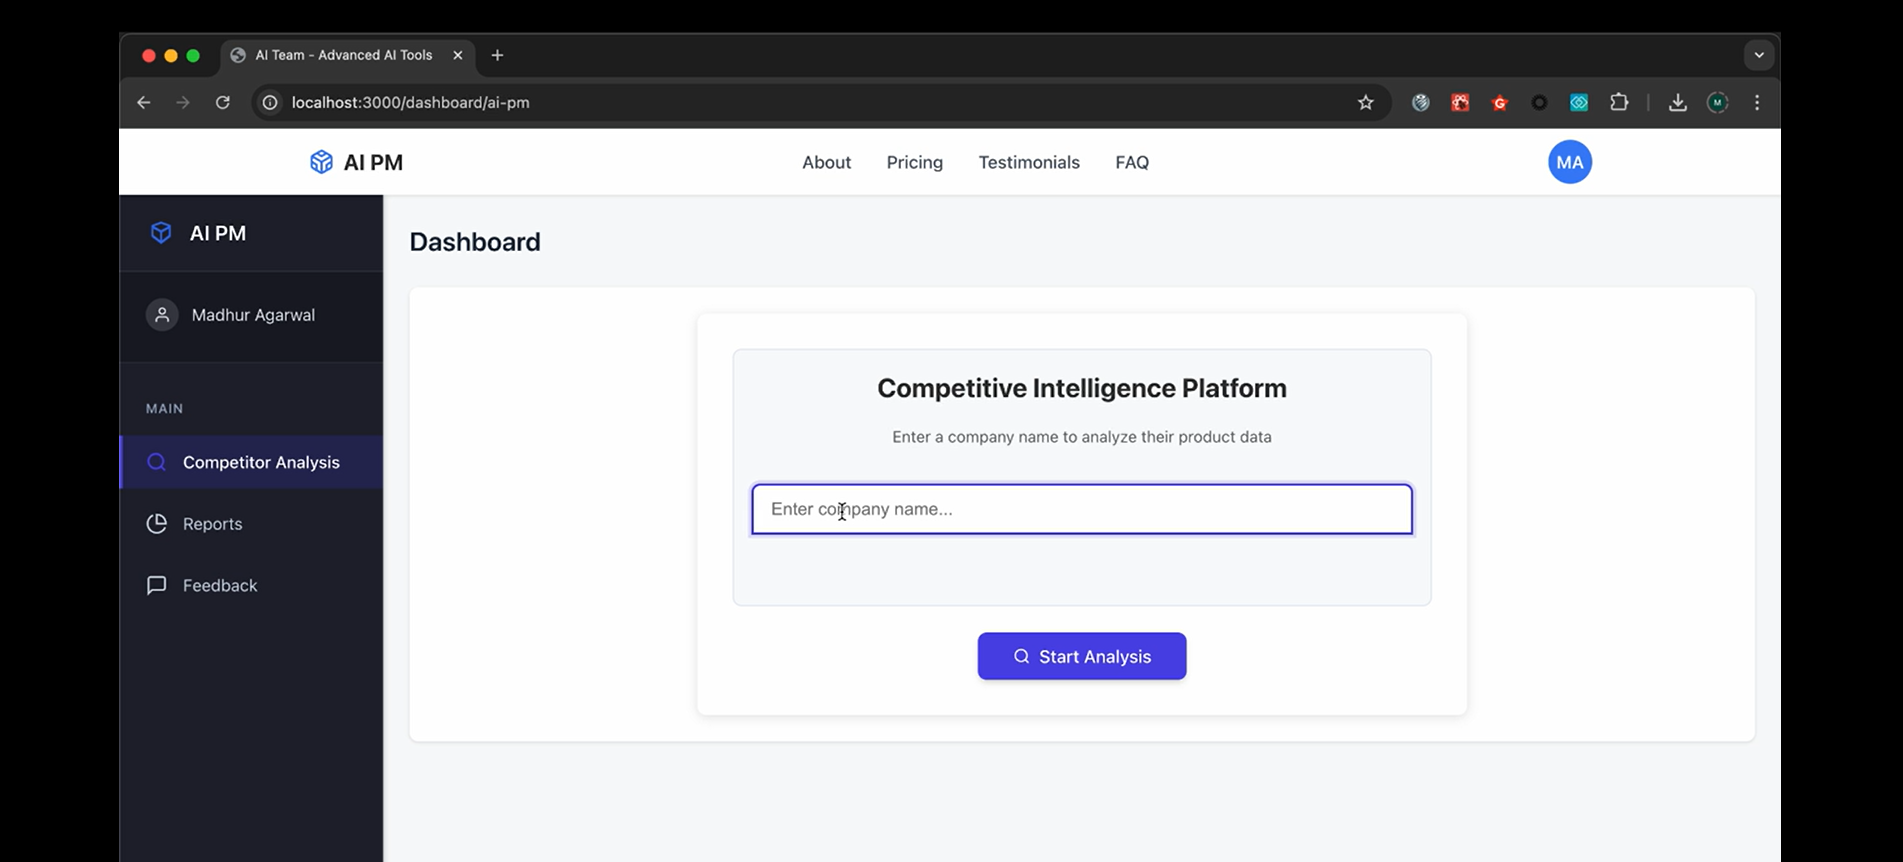 AI Team - Advanced AI Tools
localhost:3000/dashboard/ai-pm
M
AI PM
About
Pricing
Testimonials
FAQ
MA
AI PM
Madhur Agarwal
MAIN
Competitor Analysis
Reports
Feedback
Dashboard
Competitive Intelligence Platform
Enter a company name to analyze their product data
Enter company name...
Start Analysis